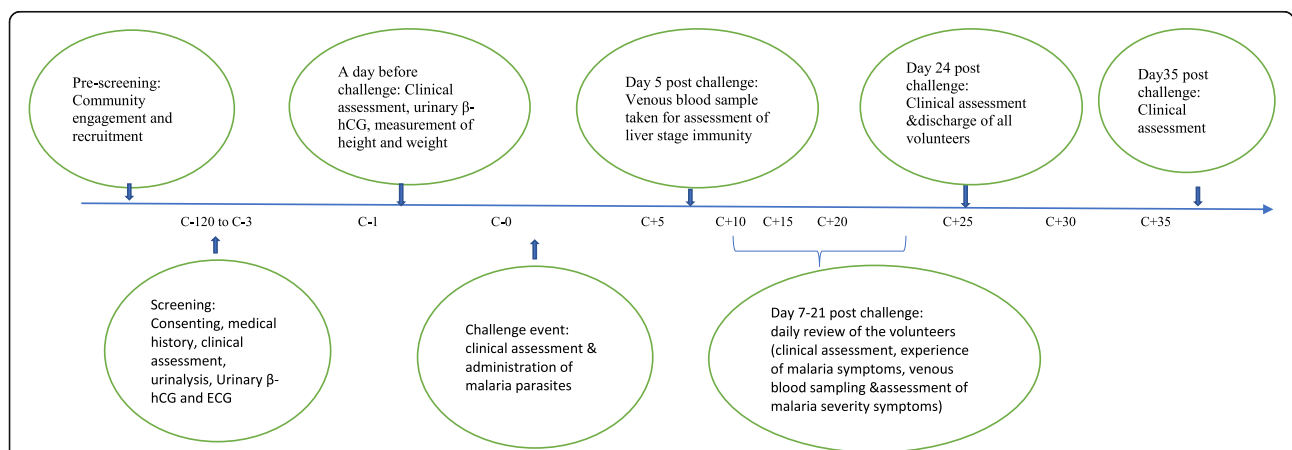 Pre-screening:
Community
engagement and
recruitment
A day before
challenge: Clinical
assessment, urinary β-
hCG, measurement of
height and weight
Day 5 post challenge:
Venous blood sample
taken for assessment of
liver stage immunity
Day 24 post
challenge:
Clinical assessment
&discharge of all
volunteers
Day35 post
challenge:
Clinical
assessment
C-120 to C-3
C-1
C-0
C+5
C+10
C+15
C+20
C+25
C+30
C+35
Screening:
Consenting, medical
history, clinical
assessment,
urinalysis, Urinary β-
hCG and ECG
Challenge event:
clinical assessment &
administration of
malaria parasites
Day 7-21 post challenge:
daily review of the volunteers
(clinical assessment, experience
of malaria symptoms, venous
blood sampling &assessment of
malaria severity symptoms)